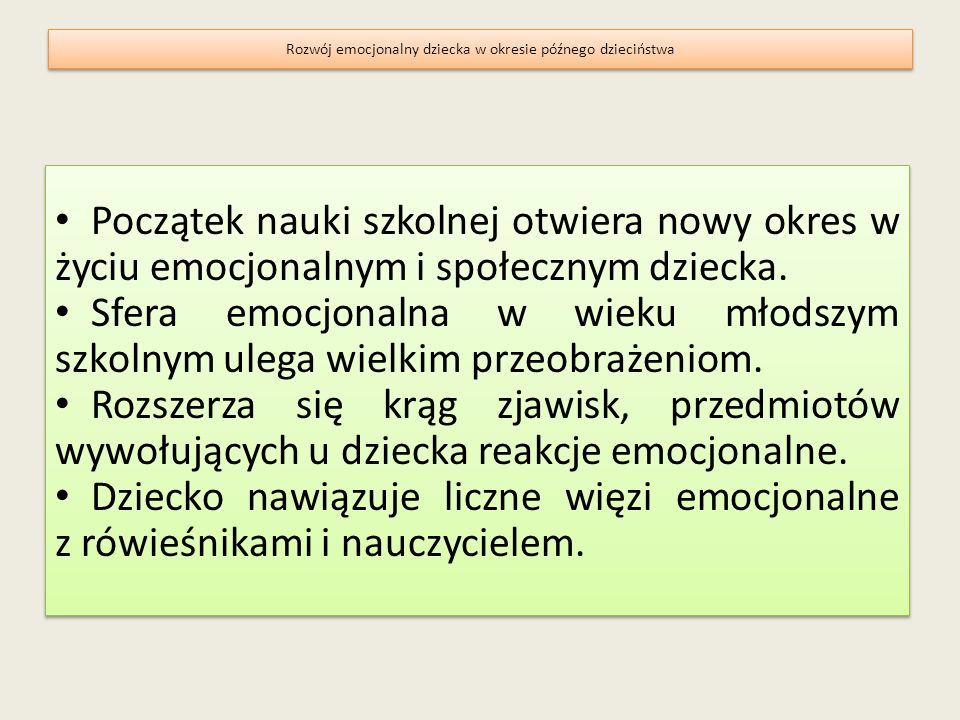 Rozwój emocjonalny dziecka w okresie późnego dzieciństwa
• Początek nauki szkolnej otwiera nowy okres w
życiu emocjonalnym i społecznym dziecka.
• Sfera emocjonalna w wieku młodszym
szkolnym ulega wielkim przeobrażeniom.
• Rozszerza się krąg zjawisk, przedmiotów
wywołujących u dziecka reakcje emocjonalne.
• Dziecko nawiązuje liczne więzi emocjonalne
z rówieśnikami i nauczycielem.